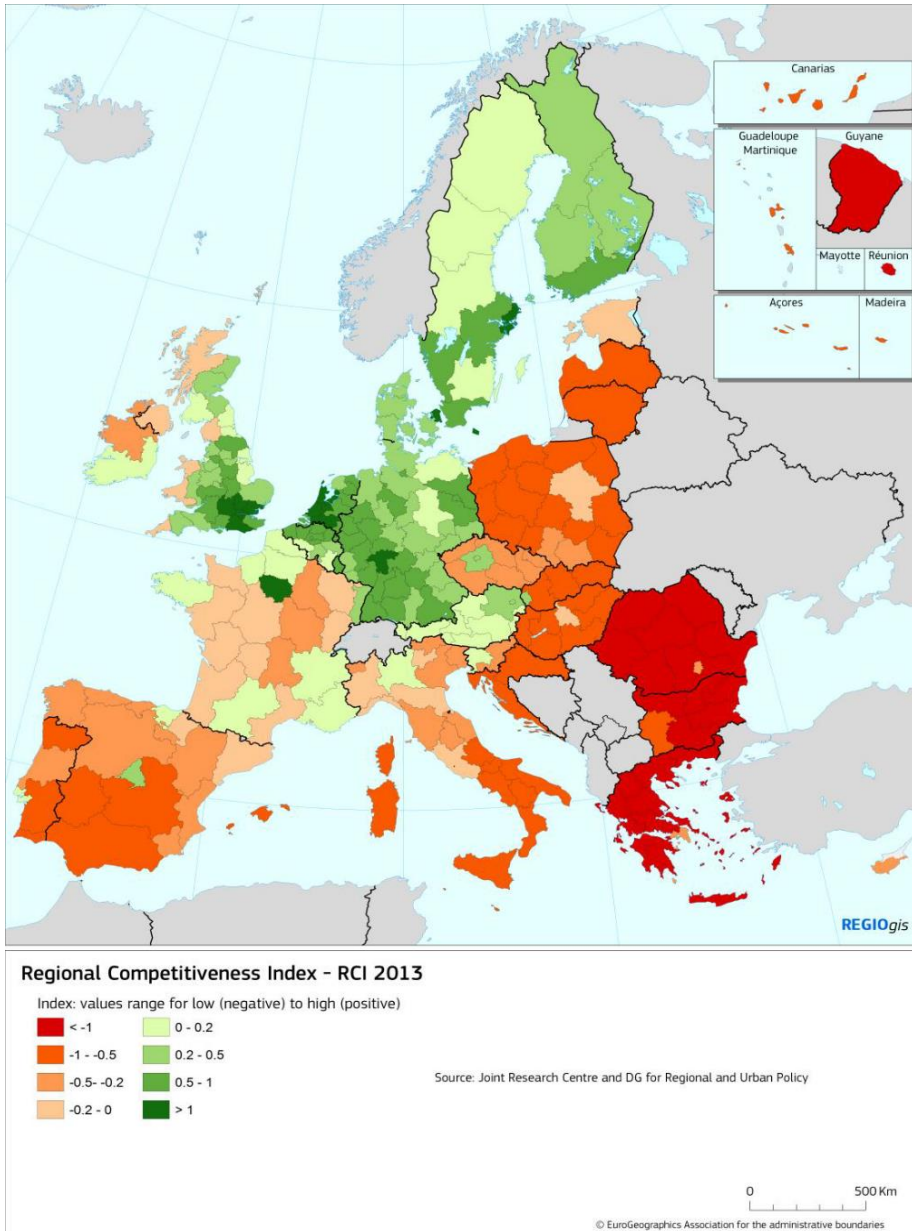 Canarias
Guadeloupe
Martinique
Guyane
Mayotte
Réunion
Açores
Madeira
REGIOgis
Regional Competitiveness Index - RCI 2013
Index: values range for low (negative) to high (positive)
< -1
-1 - -0.5
-0.5- -0.2
-0.2 - 0
0 - 0.2
0.2 - 0.5
0.5 - 1
> 1
Source: Joint Research Centre and DG for Regional and Urban Policy
0 500 Km
© EuroGeographics Association for the administrative boundaries